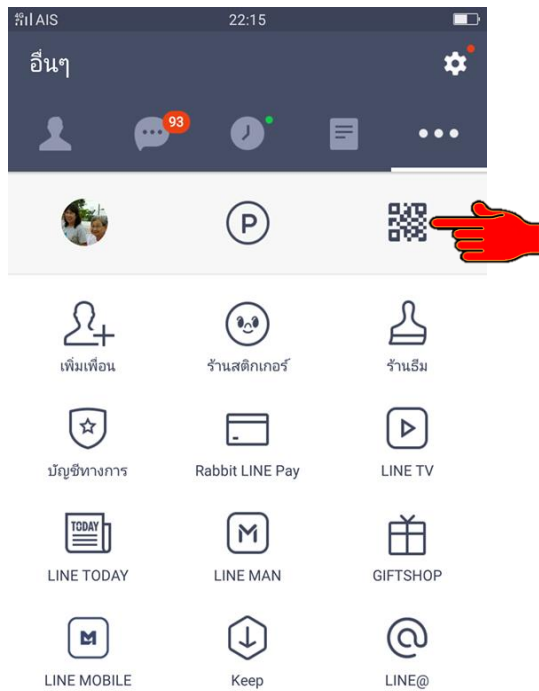 4G AIS 22:15
อื่นๆ
93
P
เพิ่มเพื่อน ร้านสติกเกอร์ ร้านธีม
บัญชีทางการ Rabbit LINE Pay LINE TV
TODAY
LINE TODAY LINE MAN GIFTSHOP
M
LINE MOBILE Keep LINE@